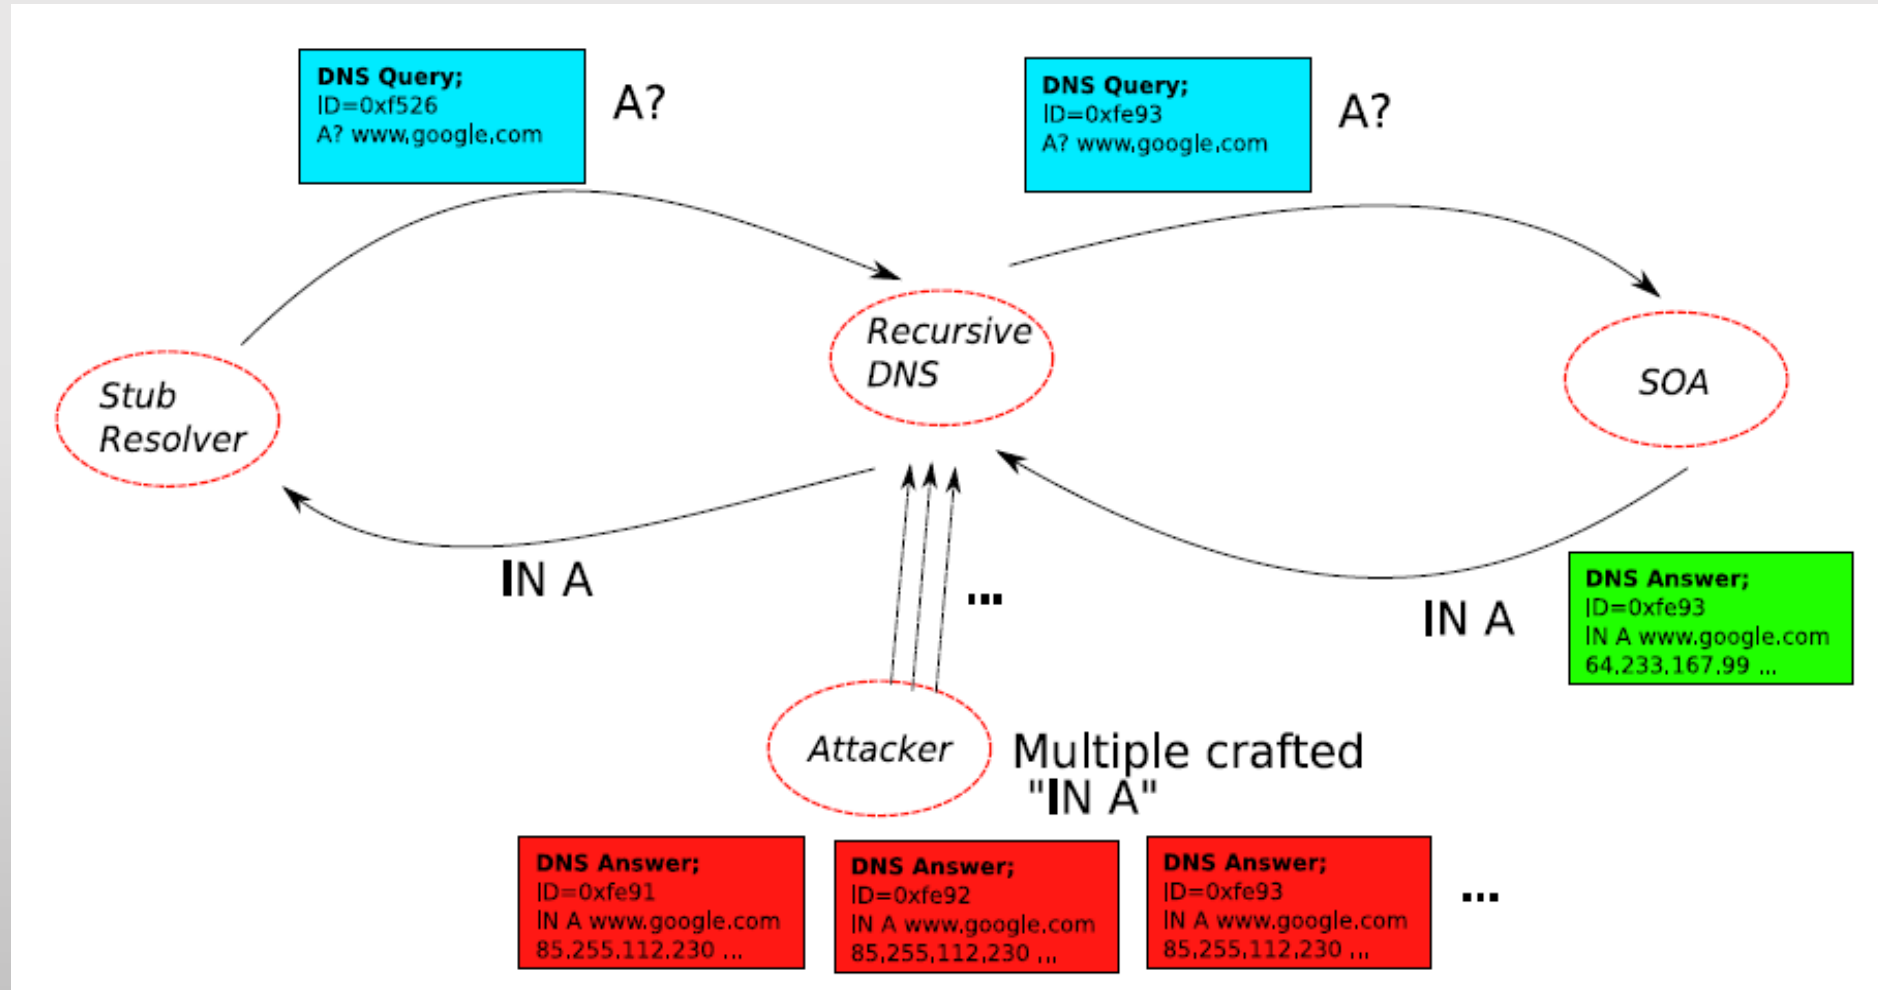 DNS Query;
ID=0xf526
A? www.google.com
A?
DNS Query;
ID=0xfe93
A? www.google.com
A?
Stub
Resolver
Recursive
DNS
SOA
IN A
...
IN A
DNS Answer;
ID=0xfe93
IN A www.google.com
64.233.167.99 ...
Attacker
Multiple crafted
"IN A"
DNS Answer;
ID=0xfe91
IN A www.google.com
85.255.112.230 ...
DNS Answer;
ID=0xfe92
IN A www.google.com
85.255.112.230 ...
DNS Answer;
ID=0xfe93
IN A www.google.com
85.255.112.230 ...
...